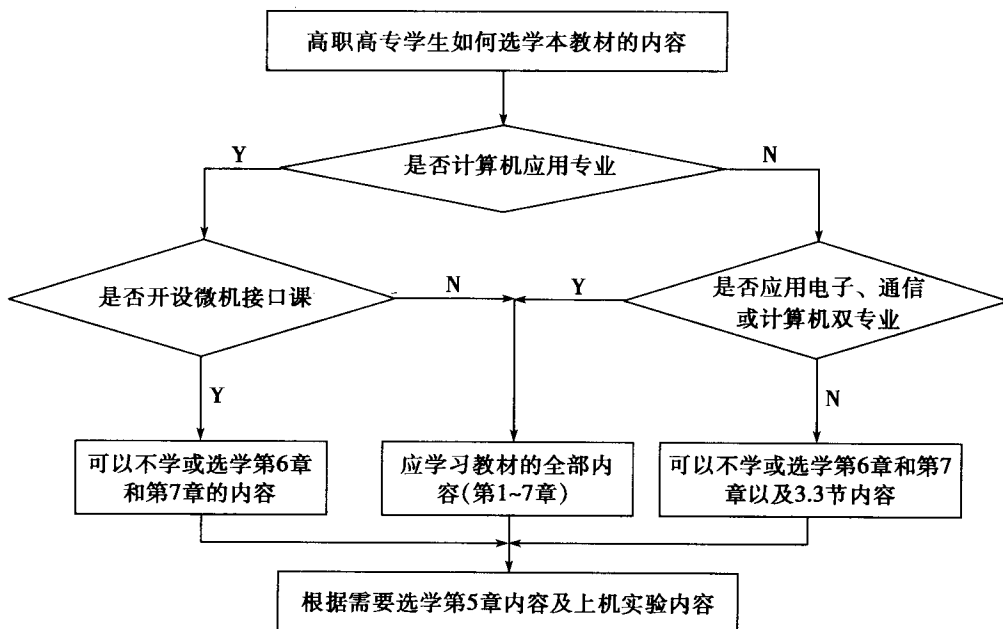 高职高专学生如何选学本教材的内容
Y
是否计算机应用专业
N
是否开设微机接口课
N
Y
是否应用电子、通信
或计算机双专业
Y
N
可以不学或选学第6章
和第7章的内容
应学习教材的全部内
容(第1~7章)
可以不学或选学第6章和第7
章以及3.3节内容
根据需要选学第5章内容及上机实验内容